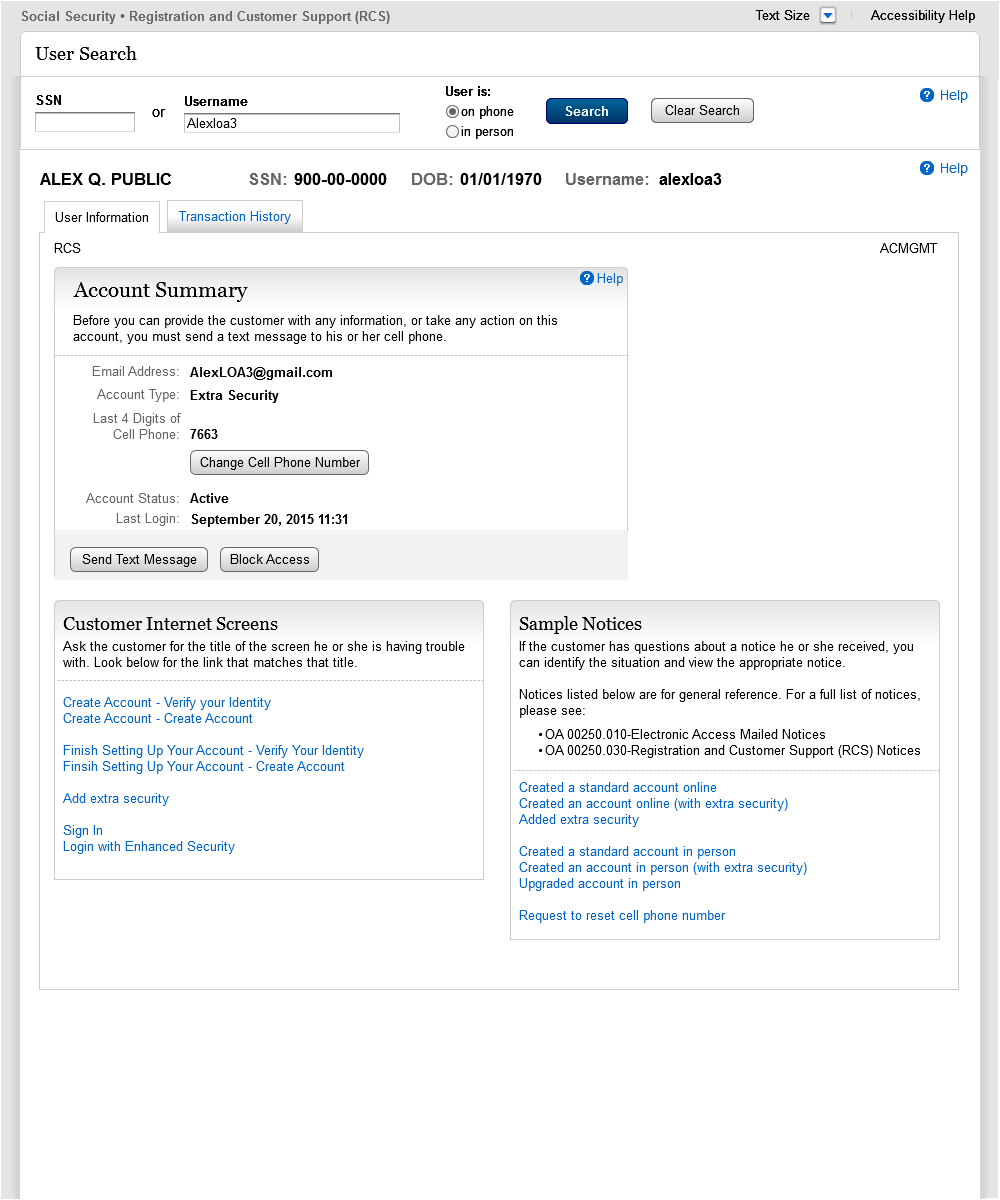 Social Security • Registration and Customer Support (RCS)
Text Size
Accessibility Help
User Search
SSN
or
Username
Alexloa3
User is:
on phone
in person
Search
Clear Search
? Help
? Help
ALEX Q. PUBLIC
SSN: 900-00-0000
DOB: 01/01/1970
Username: alexloa3
User Information
Transaction History
RCS
ACMGMT
Account Summary
? Help
Before you can provide the customer with any information, or take any action on this
account, you must send a text message to his or her cell phone.
Email Address: AlexLOA3@gmail.com
Account Type: Extra Security
Last 4 Digits of
Cell Phone: 7663
Change Cell Phone Number
Account Status: Active
Last Login: September 20, 2015 11:31
Send Text Message
Block Access
Customer Internet Screens
Ask the customer for the title of the screen he or she is having trouble
with. Look below for the link that matches that title.
Create Account - Verify your Identity
Create Account - Create Account
Finish Setting Up Your Account - Verify Your Identity
Finsih Setting Up Your Account - Create Account
Add extra security
Sign In
Login with Enhanced Security
Sample Notices
If the customer has questions about a notice he or she received, you
can identify the situation and view the appropriate notice.
Notices listed below are for general reference. For a full list of notices,
please see:
• OA 00250.010-Electronic Access Mailed Notices
• OA 00250.030-Registration and Customer Support (RCS) Notices
Created a standard account online
Created an account online (with extra security)
Added extra security
Created a standard account in person
Created an account in person (with extra security)
Upgraded account in person
Request to reset cell phone number